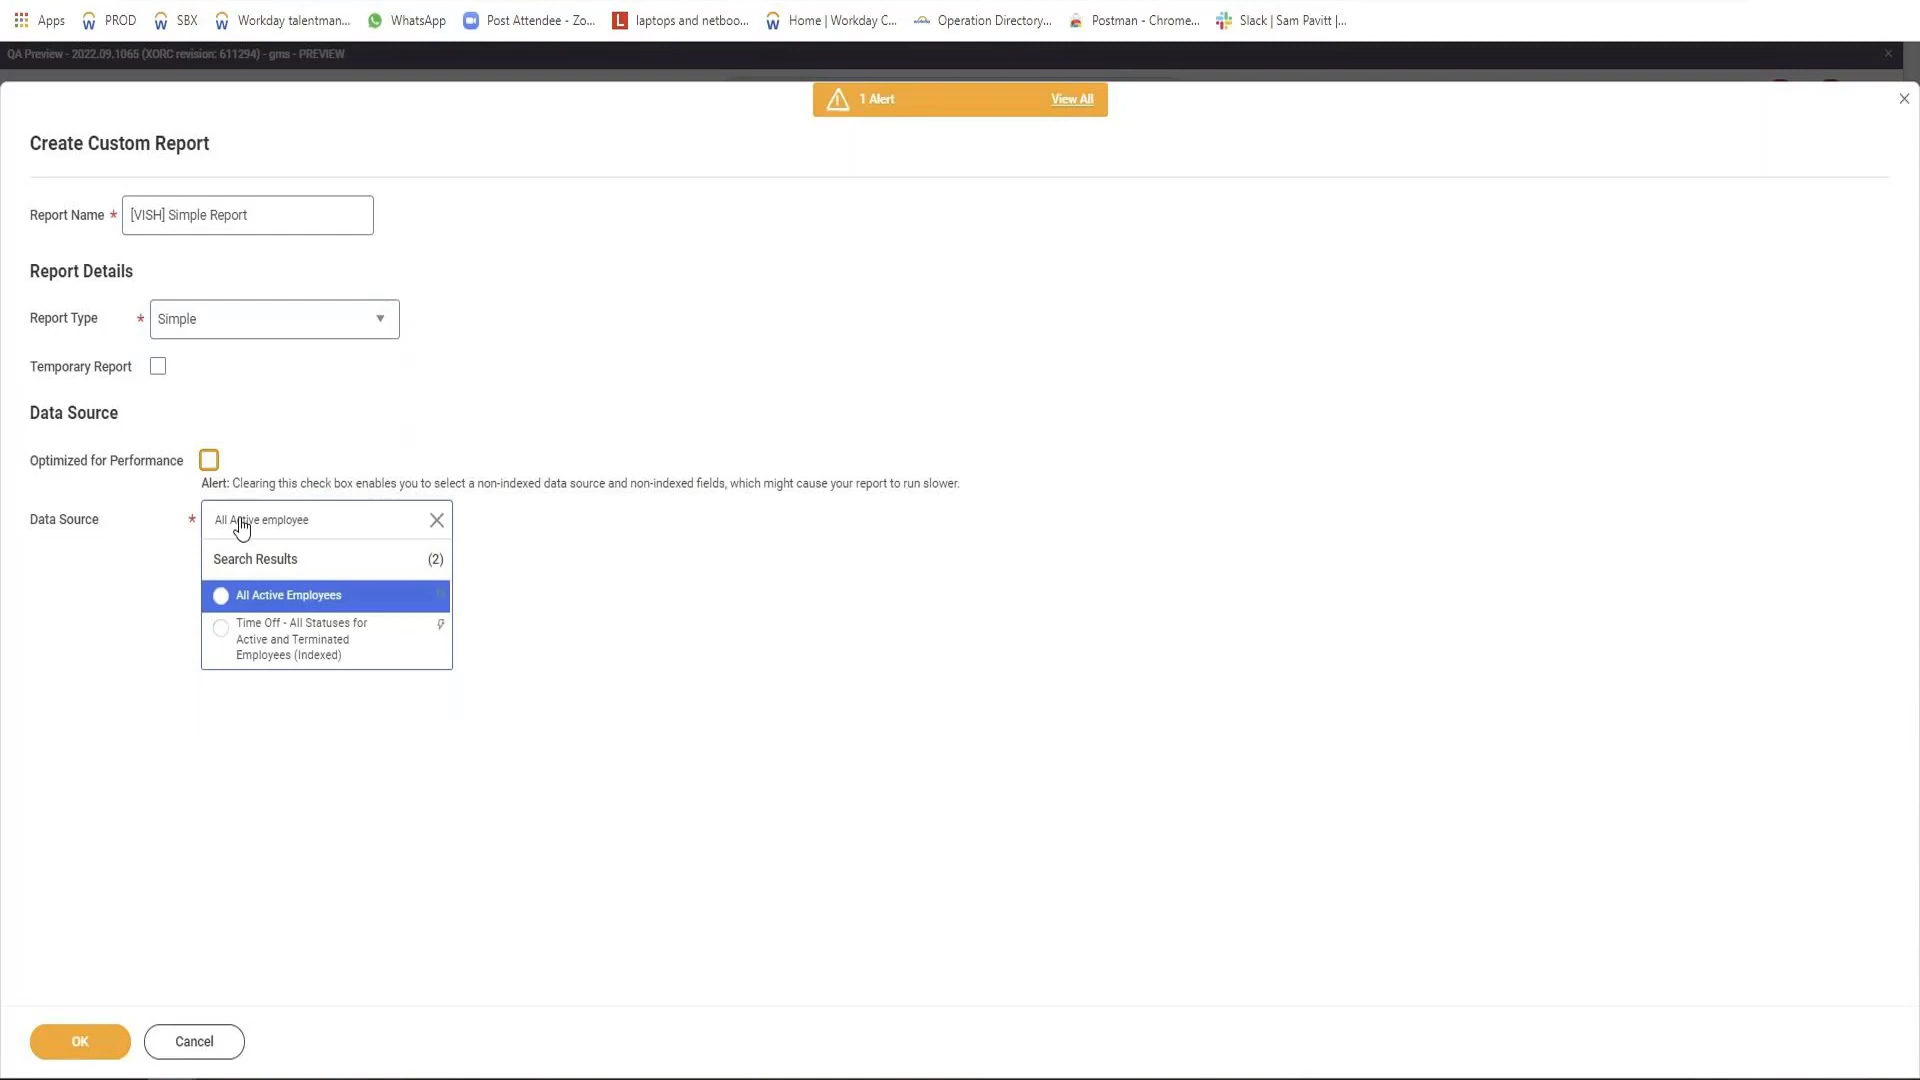 Apps PROD SBX Workday talentman... WhatsApp Post Attendee - Zo... laptops and netboo... Home | Workday C... Operation Directory,... Postman - Chrome... Slack | Sam Pavitt |...
QA Preview - 2022.09.1065 (XORC revision: 611294) - gms - PREVIEW
1 Alert View All
Create Custom Report
Report Name * [VISH] Simple Report
Report Details
Report Type * Simple
Temporary Report
Data Source
Optimized for Performance
Alert: Clearing this check box enables you to select a non-indexed data source and non-indexed fields, which might cause your report to run slower.
Data Source * All Active employee
Search Results (2)
All Active Employees
Time Off - All Statuses for
Active and Terminated
Employees (Indexed)
OK Cancel